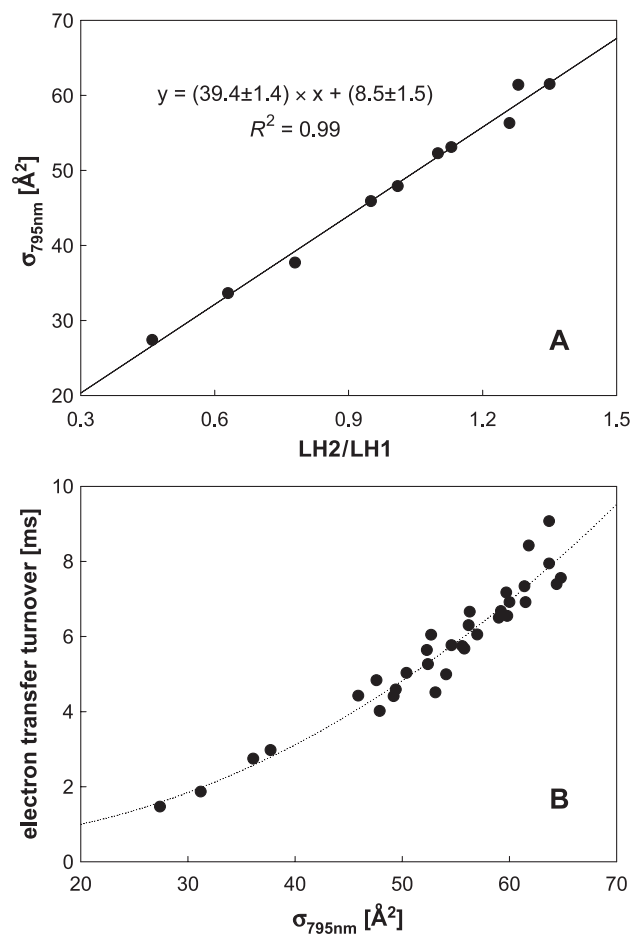 70
60
50
40
30
20
σ795nm [Å²]
y = (39.4±1.4) × x + (8.5±1.5)
R² = 0.99
A
0.3 0.6 0.9 1.2 1.5
LH2/LH1
10
8
6
4
2
0
electron transfer turnover [ms]
B
20 30 40 50 60 70
σ795nm [Å²]